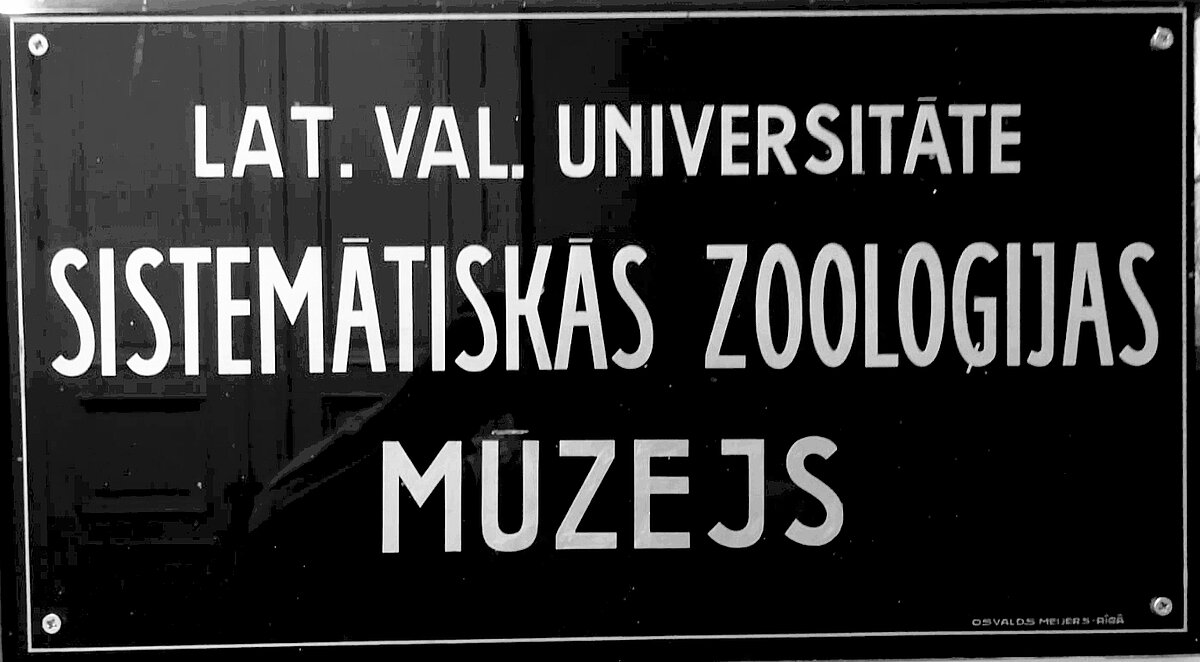 LAT. VAL. UNIVERSITĀTE
SISTEMĀTISKĀS ZOOLOĢIJAS
MŪZEJS
OSVALDS MEIJERS-RĪGĀ